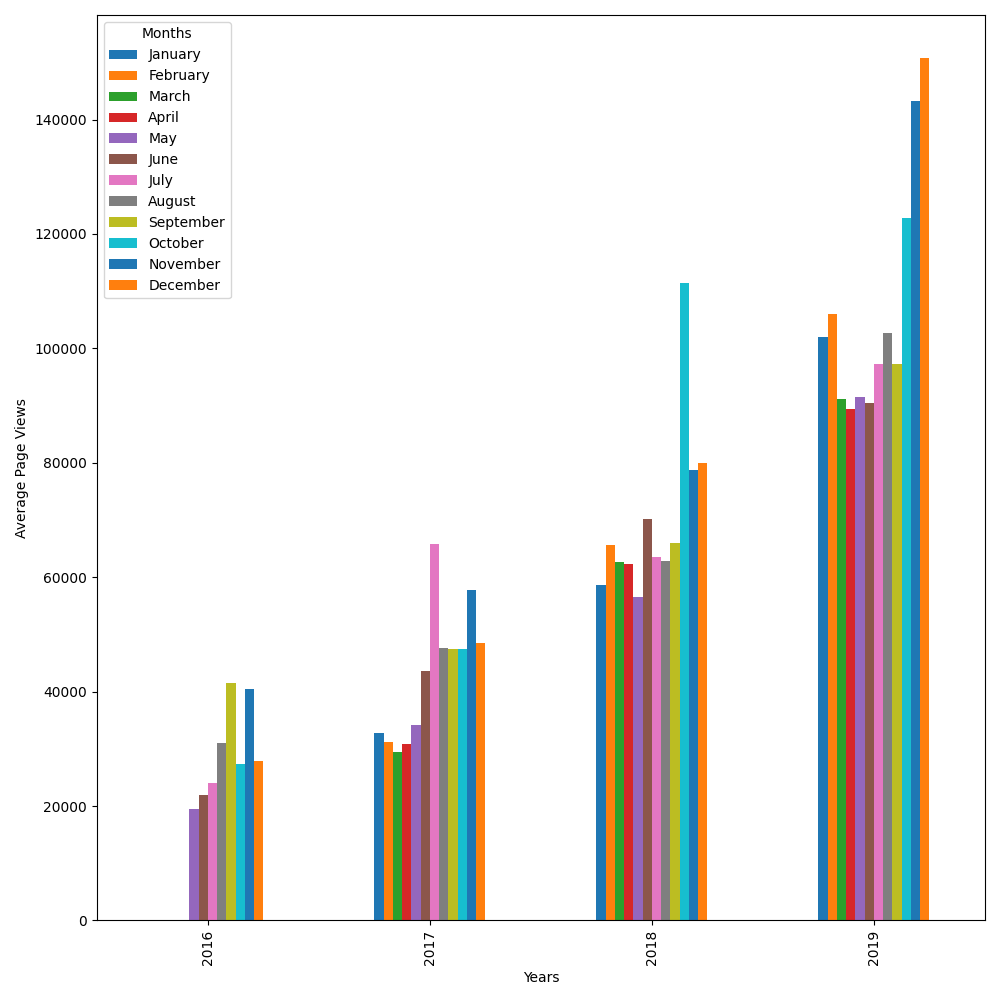 Months
January
February
March
April
May
June
July
August
September
October
November
December
140000
120000
100000
80000
60000
40000
20000
0
Average Page Views
2016
2017
2018
2019
Years